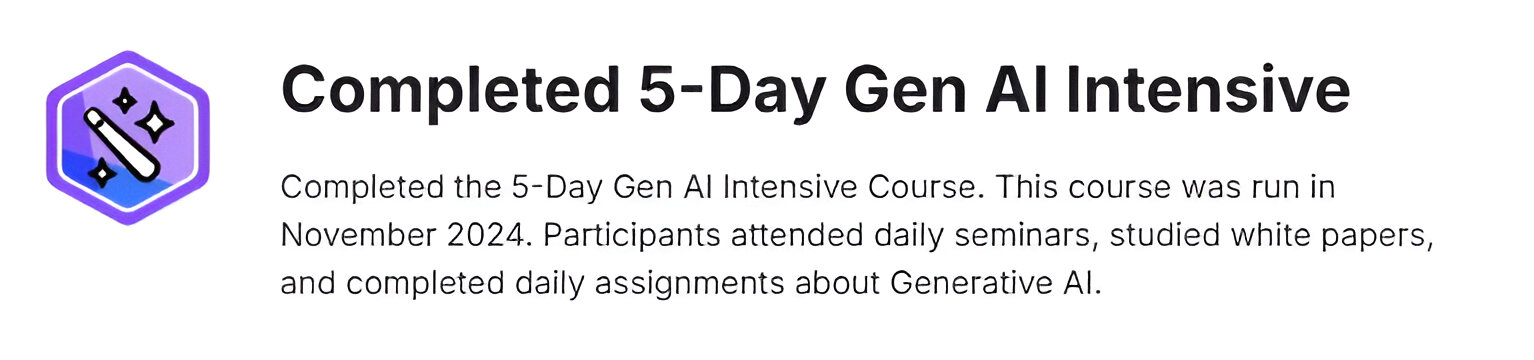 Completed 5-Day Gen AI Intensive
Completed the 5-Day Gen AI Intensive Course. This course was run in
November 2024. Participants attended daily seminars, studied white papers,
and completed daily assignments about Generative AI.